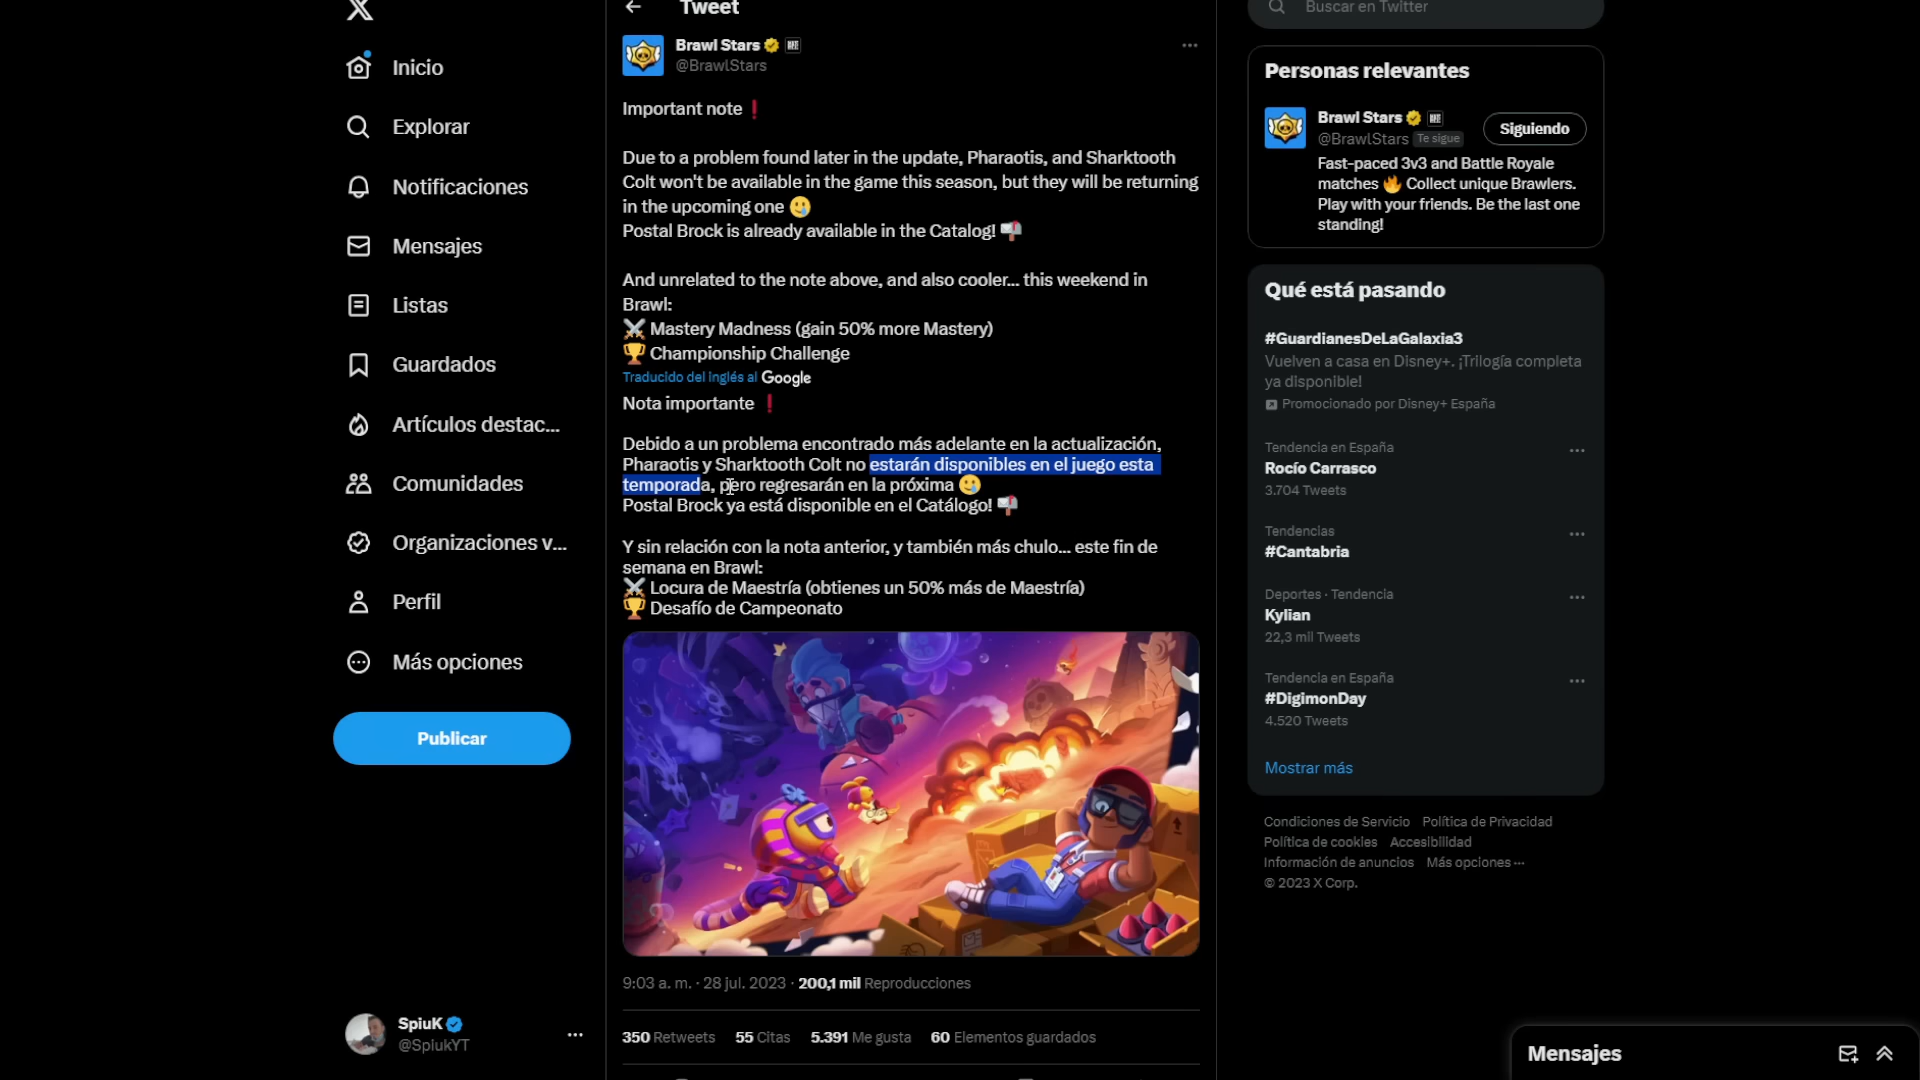 Tweet
Buscar en Twitter
Inicio
Explorar
Notificaciones
Mensajes
Listas
Guardados
Artículos destac...
Comunidades
Organizaciones v...
Perfil
Más opciones
Publicar
SpiuK
@SpiukYT
Brawl Stars
@BrawlStars
Important note❗
Due to a problem found later in the update, Pharaotis, and Sharktooth
Colt won't be available in the game this season, but they will be returning
in the upcoming one 🥲
Postal Brock is already available in the Catalog! 📬
And unrelated to the note above, and also cooler... this weekend in
Brawl:
⚔️ Mastery Madness (gain 50% more Mastery)
🏆 Championship Challenge
Traducido del inglés al Google
Nota importante ❗
Debido a un problema encontrado más adelante en la actualización,
Pharaotis y Sharktooth Colt no estarán disponibles en el juego esta
temporada, pero regresarán en la próxima 🥲
Postal Brock ya está disponible en el Catálogo! 📬
Y sin relación con la nota anterior, y también más chulo... este fin de
semana en Brawl:
⚔️ Locura de Maestría (obtienes un 50% más de Maestría)
🏆 Desafío de Campeonato
9:03 a. m. · 28 jul. 2023 · 200,1 mil Reproducciones
350 Retweets 55 Citas 5.391 Me gusta 60 Elementos guardados
Personas relevantes
Brawl Stars
@BrawlStars Te sigue
Siguiendo
Fast-paced 3v3 and Battle Royale
matches 🔥 Collect unique Brawlers.
Play with your friends. Be the last one
standing!
Qué está pasando
#GuardianesDeLaGalaxia3
Vuelven a casa en Disney+. ¡Trilogía completa
ya disponible!
Promocionado por Disney+ España
Tendencia en España
Rocío Carrasco
3.704 Tweets
Tendencias
#Cantabria
Deportes · Tendencia
Kylian
22,3 mil Tweets
Tendencia en España
#DigimonDay
4.520 Tweets
Mostrar más
Condiciones de Servicio Política de Privacidad
Política de cookies Accesibilidad
Información de anuncios Más opciones ···
© 2023 X Corp.
Mensajes